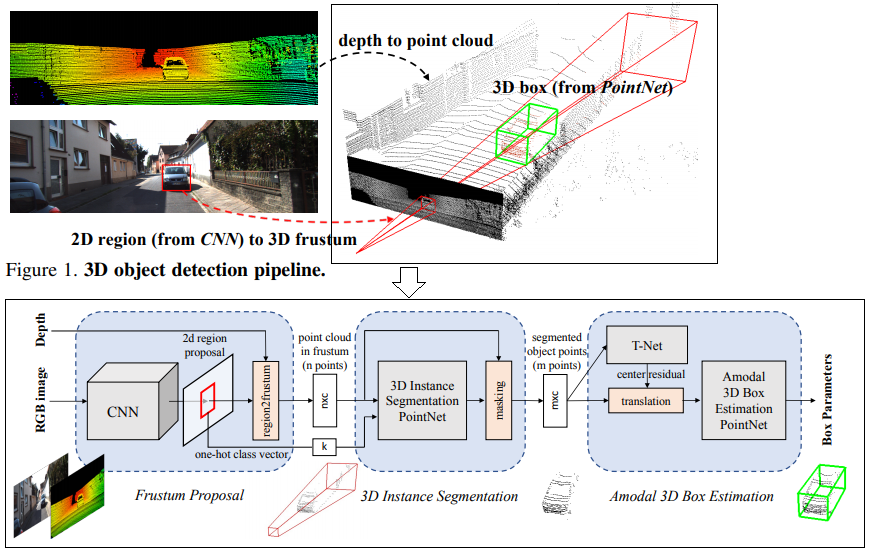 depth to point cloud
3D box (from PointNet)
2D region (from CNN) to 3D frustum
Figure 1. 3D object detection pipeline.
Depth
RGB image
CNN
2d region
proposal
region2frustum
one-hot class vector
Frustum Proposal
point cloud
in frustum
(n points)
nxc
k
3D Instance
Segmentation
PointNet
masking
3D Instance Segmentation
segmented
object points
(m points)
mxc
T-Net
center residual
translation
Amodal
3D Box
Estimation
PointNet
Amodal 3D Box Estimation
Box Parameters